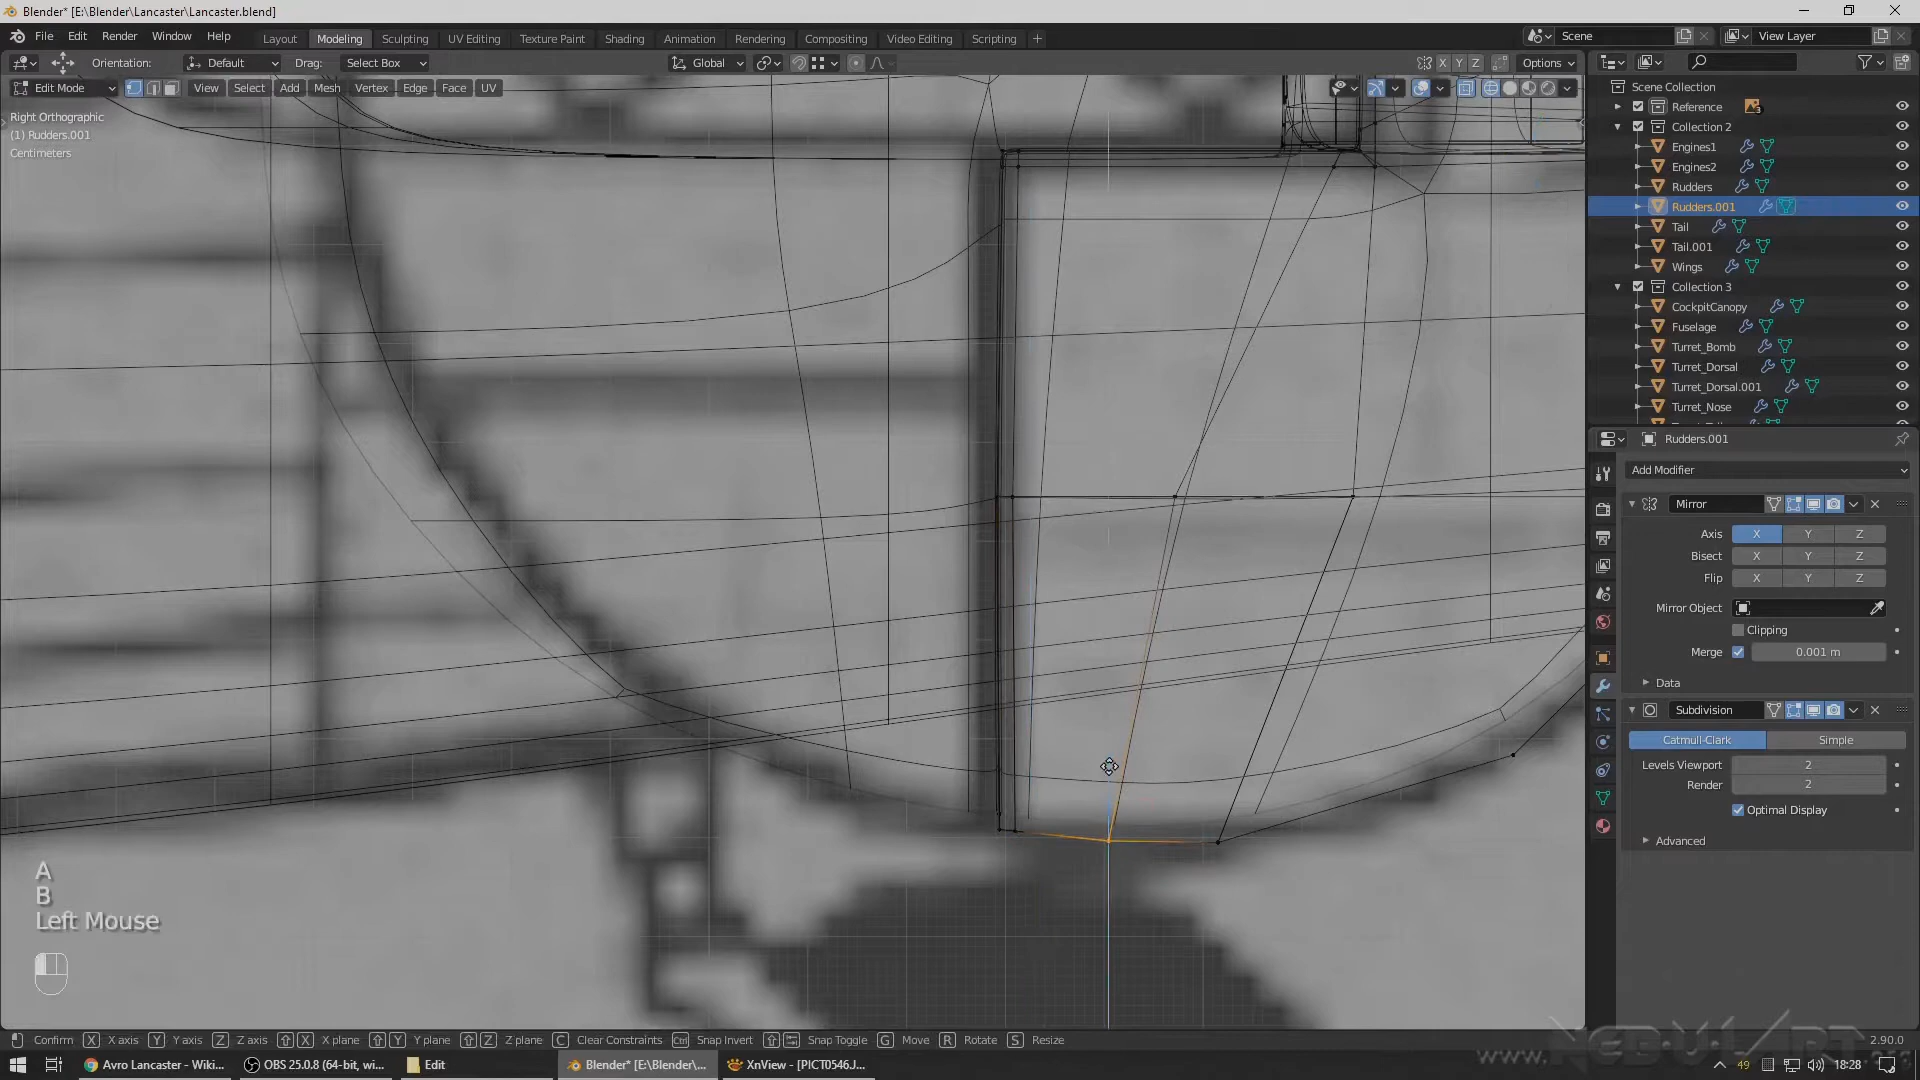 Blender* [E:\Blender\Lancaster\Lancaster.blend]
File Edit Render Window Help
Layout Modeling Sculpting UV Editing Texture Paint Shading Animation Rendering Compositing Video Editing Scripting +
Scene
View Layer
Orientation: Default Drag: Select Box
Global
X Y Z Options
Edit Mode
View Select Add Mesh Vertex Edge Face UV
Right Orthographic
(1) Rudders.001
Centimeters
Scene Collection
Reference
Collection 2
Engines1
Engines2
Rudders
Rudders.001
Tail
Tail.001
Wings
Collection 3
CockpitCanopy
Fuselage
Turret_Bomb
Turret_Dorsal
Turret_Dorsal.001
Turret_Nose
Rudders.001
Add Modifier
Mirror
Axis X Y Z
Bisect X Y Z
Flip X Y Z
Mirror Object
Clipping
Merge 0.001 m
Data
Subdivision
Catmull-Clark Simple
Levels Viewport 2
Render 2
Optimal Display
Advanced
A
B
Left Mouse
Confirm X X axis Y Y axis Z Z axis X X plane Y Y plane Z Z plane C Clear Constraints Ctrl Snap Invert Snap Toggle G Move R Rotate S Resize
2.90.0
Avro Lancaster - Wiki...
OBS 25.0.8 (64-bit, wi...
Edit
Blender* [E:\Blender\...
XnView - [PICT0546.J...
49
18:28